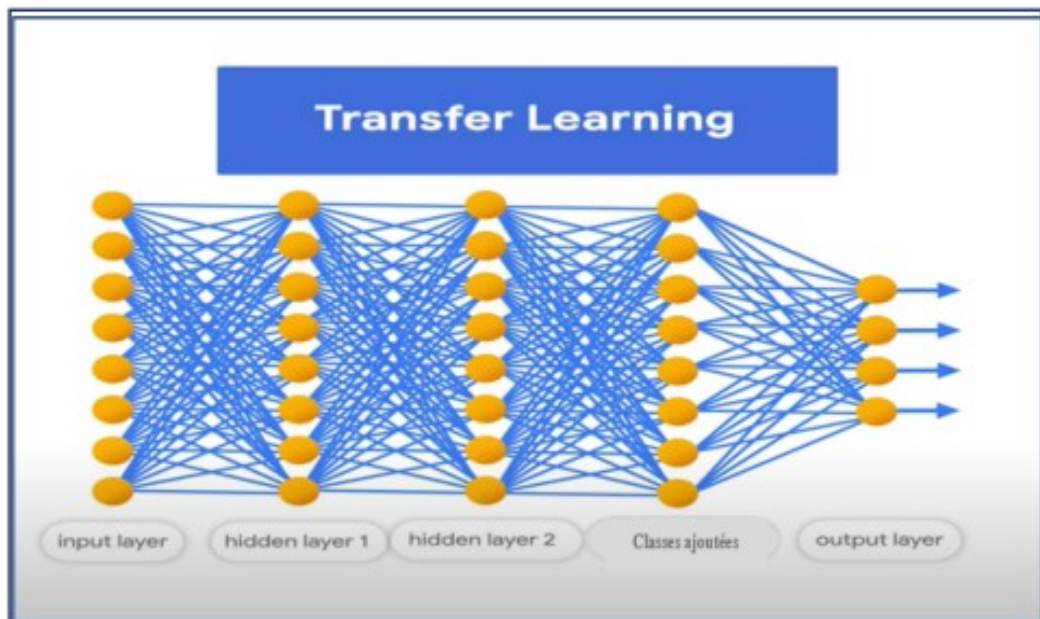 Transfer Learning
input layer
hidden layer 1
hidden layer 2
Classes ajoutées
output layer